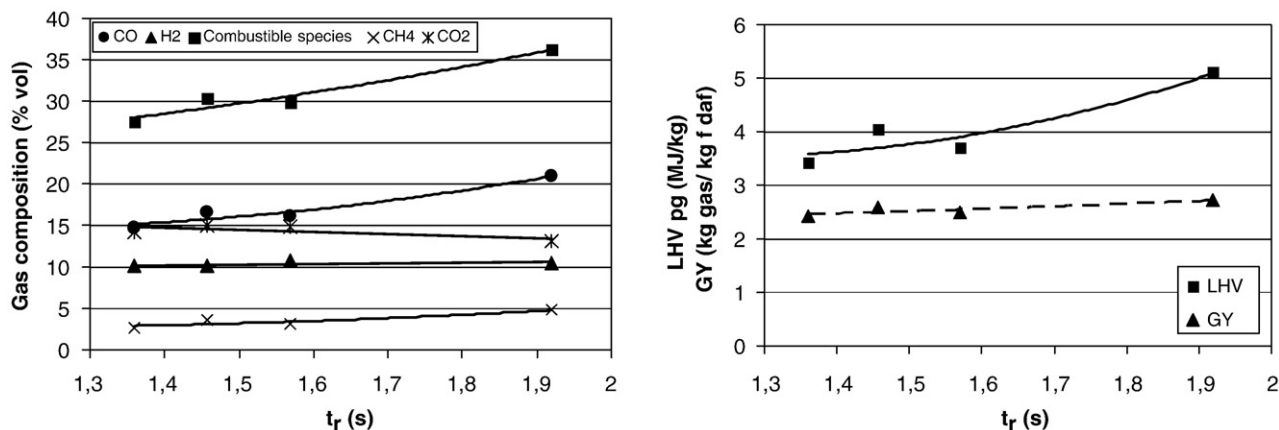 CO H2 Combustible species CH4 CO2
Gas composition (% vol)
40
35
30
25
20
15
10
5
0
1,3 1,4 1,5 1,6 1,7 1,8 1,9 2
tr (s)
LHV pg (MJ/kg)
GY (kg gas/ kg f daf)
6
5
4
3
2
1
0
LHV
GY
1,3 1,4 1,5 1,6 1,7 1,8 1,9 2
tr (s)